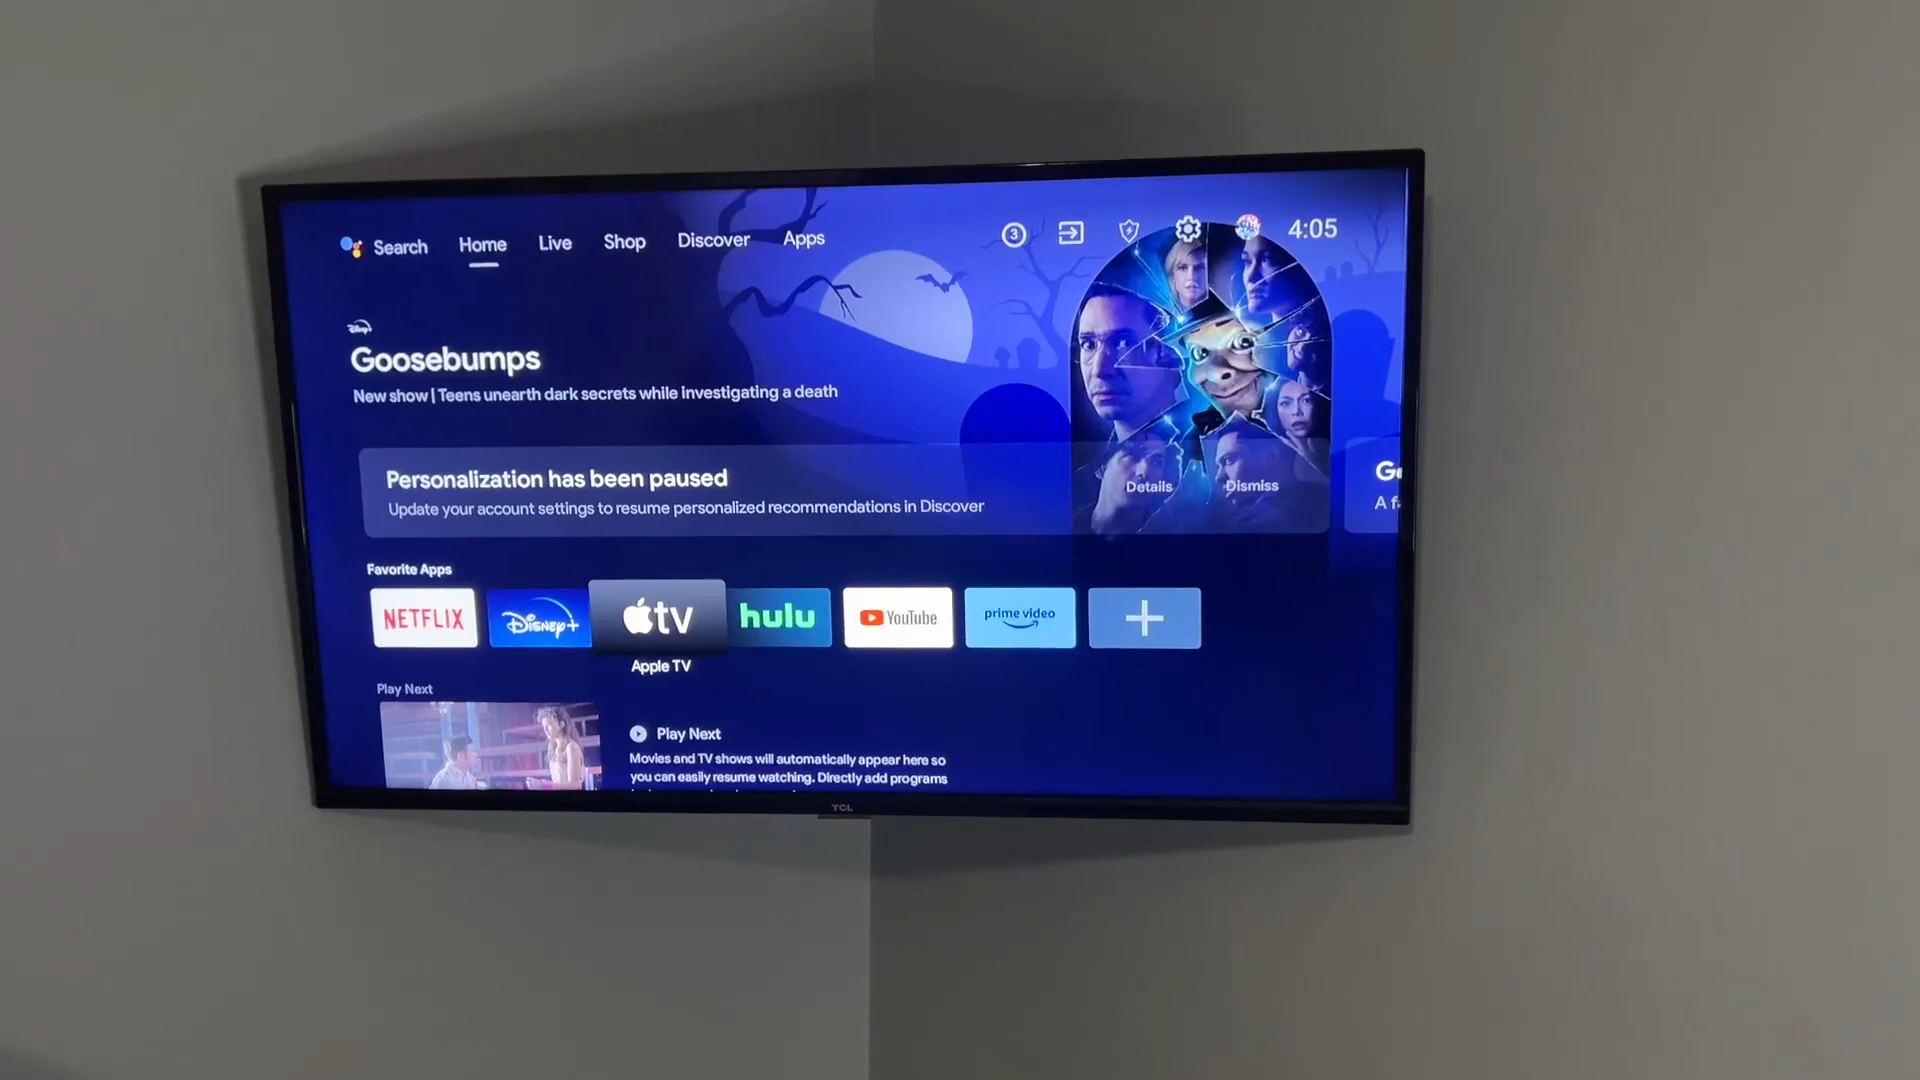 Search Home Live Shop Discover Apps
3
4:05
Disney+
Goosebumps
New show | Teens unearth dark secrets while investigating a death
Personalization has been paused
Update your account settings to resume personalized recommendations in Discover
Details Dismiss
Favorite Apps
NETFLIX
Disney+
tv
hulu
YouTube
prime video
Apple TV
Play Next
Play Next
Movies and TV shows will automatically appear here so
you can easily resume watching. Directly add programs
TCL